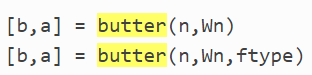 [b,a] = butter(n,Wn)
[b,a] = butter(n,Wn,ftype)